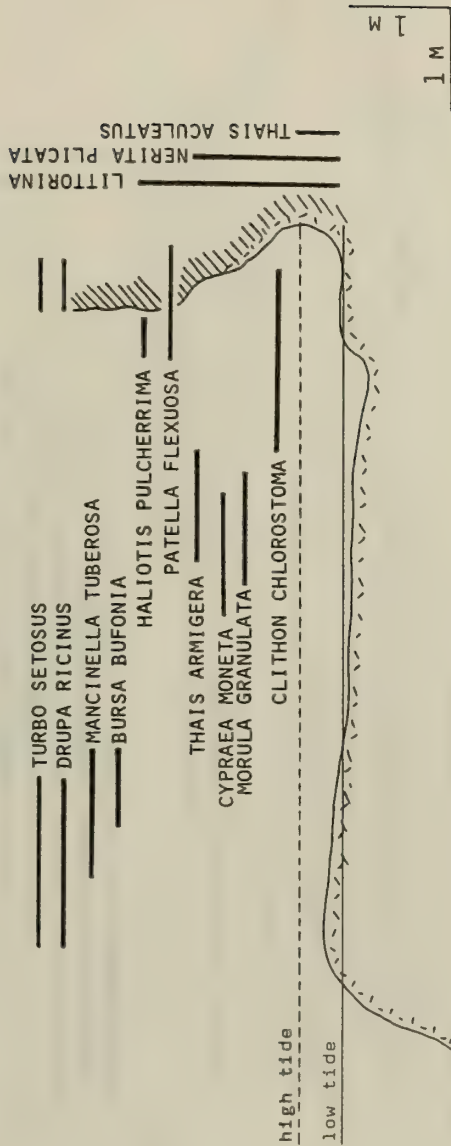 TURBO SETOSUS
DRUPA RICINUS
MANCINELLA TUBEROSA
BURSA BUFONIA
HALIOTIS PULCHERRIMA
PATELLA FLEXUOSA
THAIS ARMIGERA
CYPRAEA MONETA
MORULA GRANULATA
CLITHON CHLOROSTOMA
LITTORINA
NERITA PLICATA
THAIS ACULEATUS
high tide
low tide
1 M
1 M